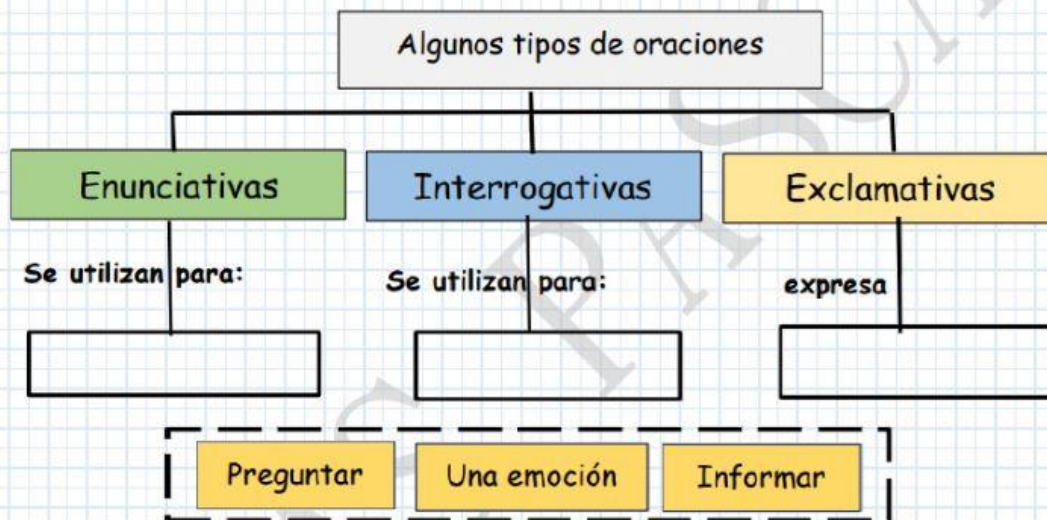 Algunos tipos de oraciones
Enunciativas
Interrogativas
Exclamativas
Se utilizan para:
Se utilizan para:
expresa
Preguntar
Una emoción
Informar